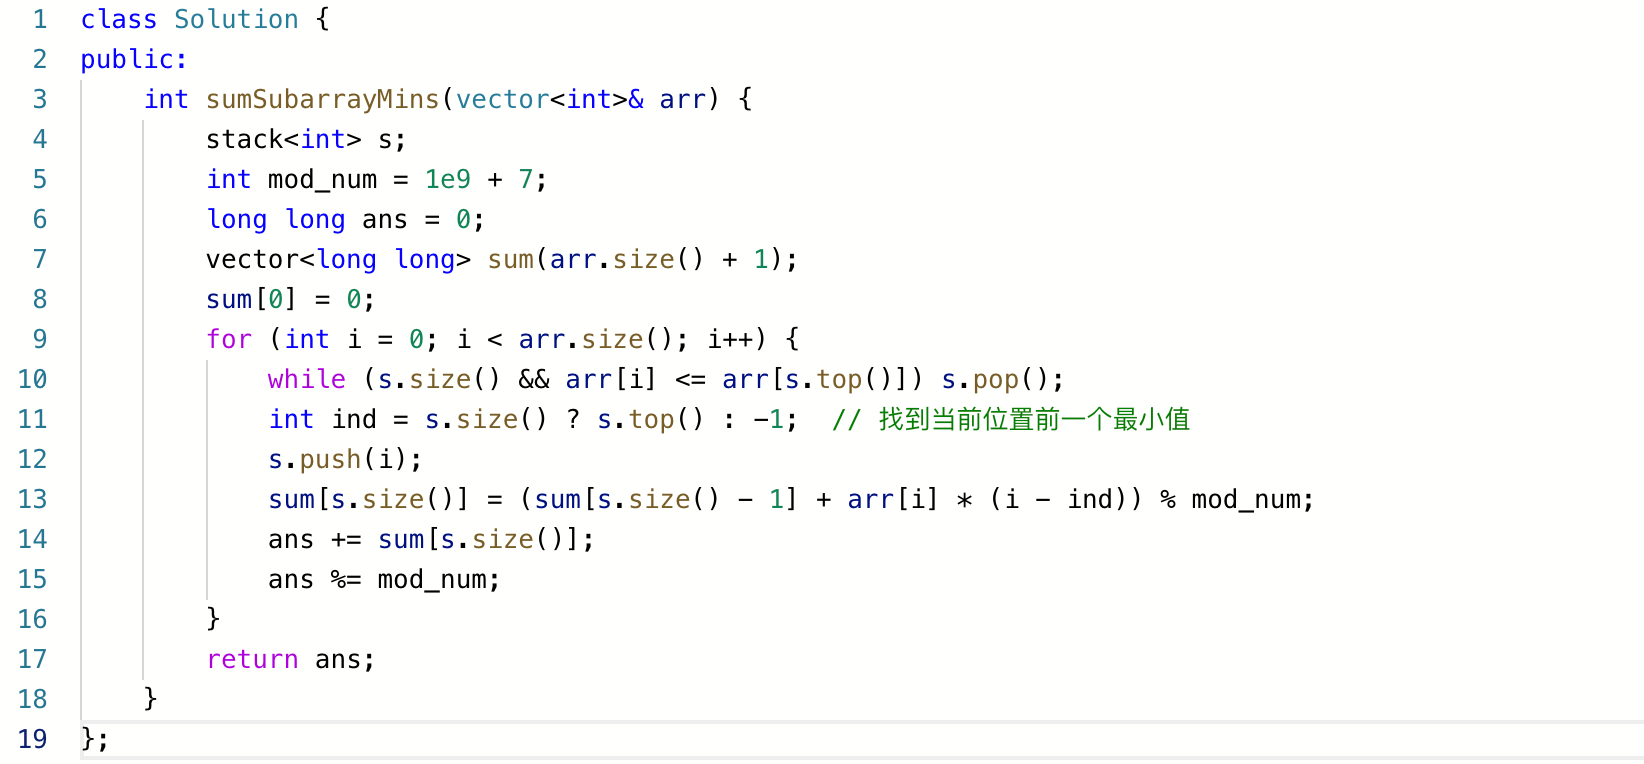 1 class Solution {
2 public:
3     int sumSubarrayMins(vector<int>& arr) {
4         stack<int> s;
5         int mod_num = 1e9 + 7;
6         long long ans = 0;
7         vector<long long> sum(arr.size() + 1);
8         sum[0] = 0;
9         for (int i = 0; i < arr.size(); i++) {
10             while (s.size() && arr[i] <= arr[s.top()]) s.pop();
11             int ind = s.size() ? s.top() : -1;  // 找到当前位置前一个最小值
12             s.push(i);
13             sum[s.size()] = (sum[s.size() - 1] + arr[i] * (i - ind)) % mod_num;
14             ans += sum[s.size()];
15             ans %= mod_num;
16         }
17         return ans;
18     }
19 };